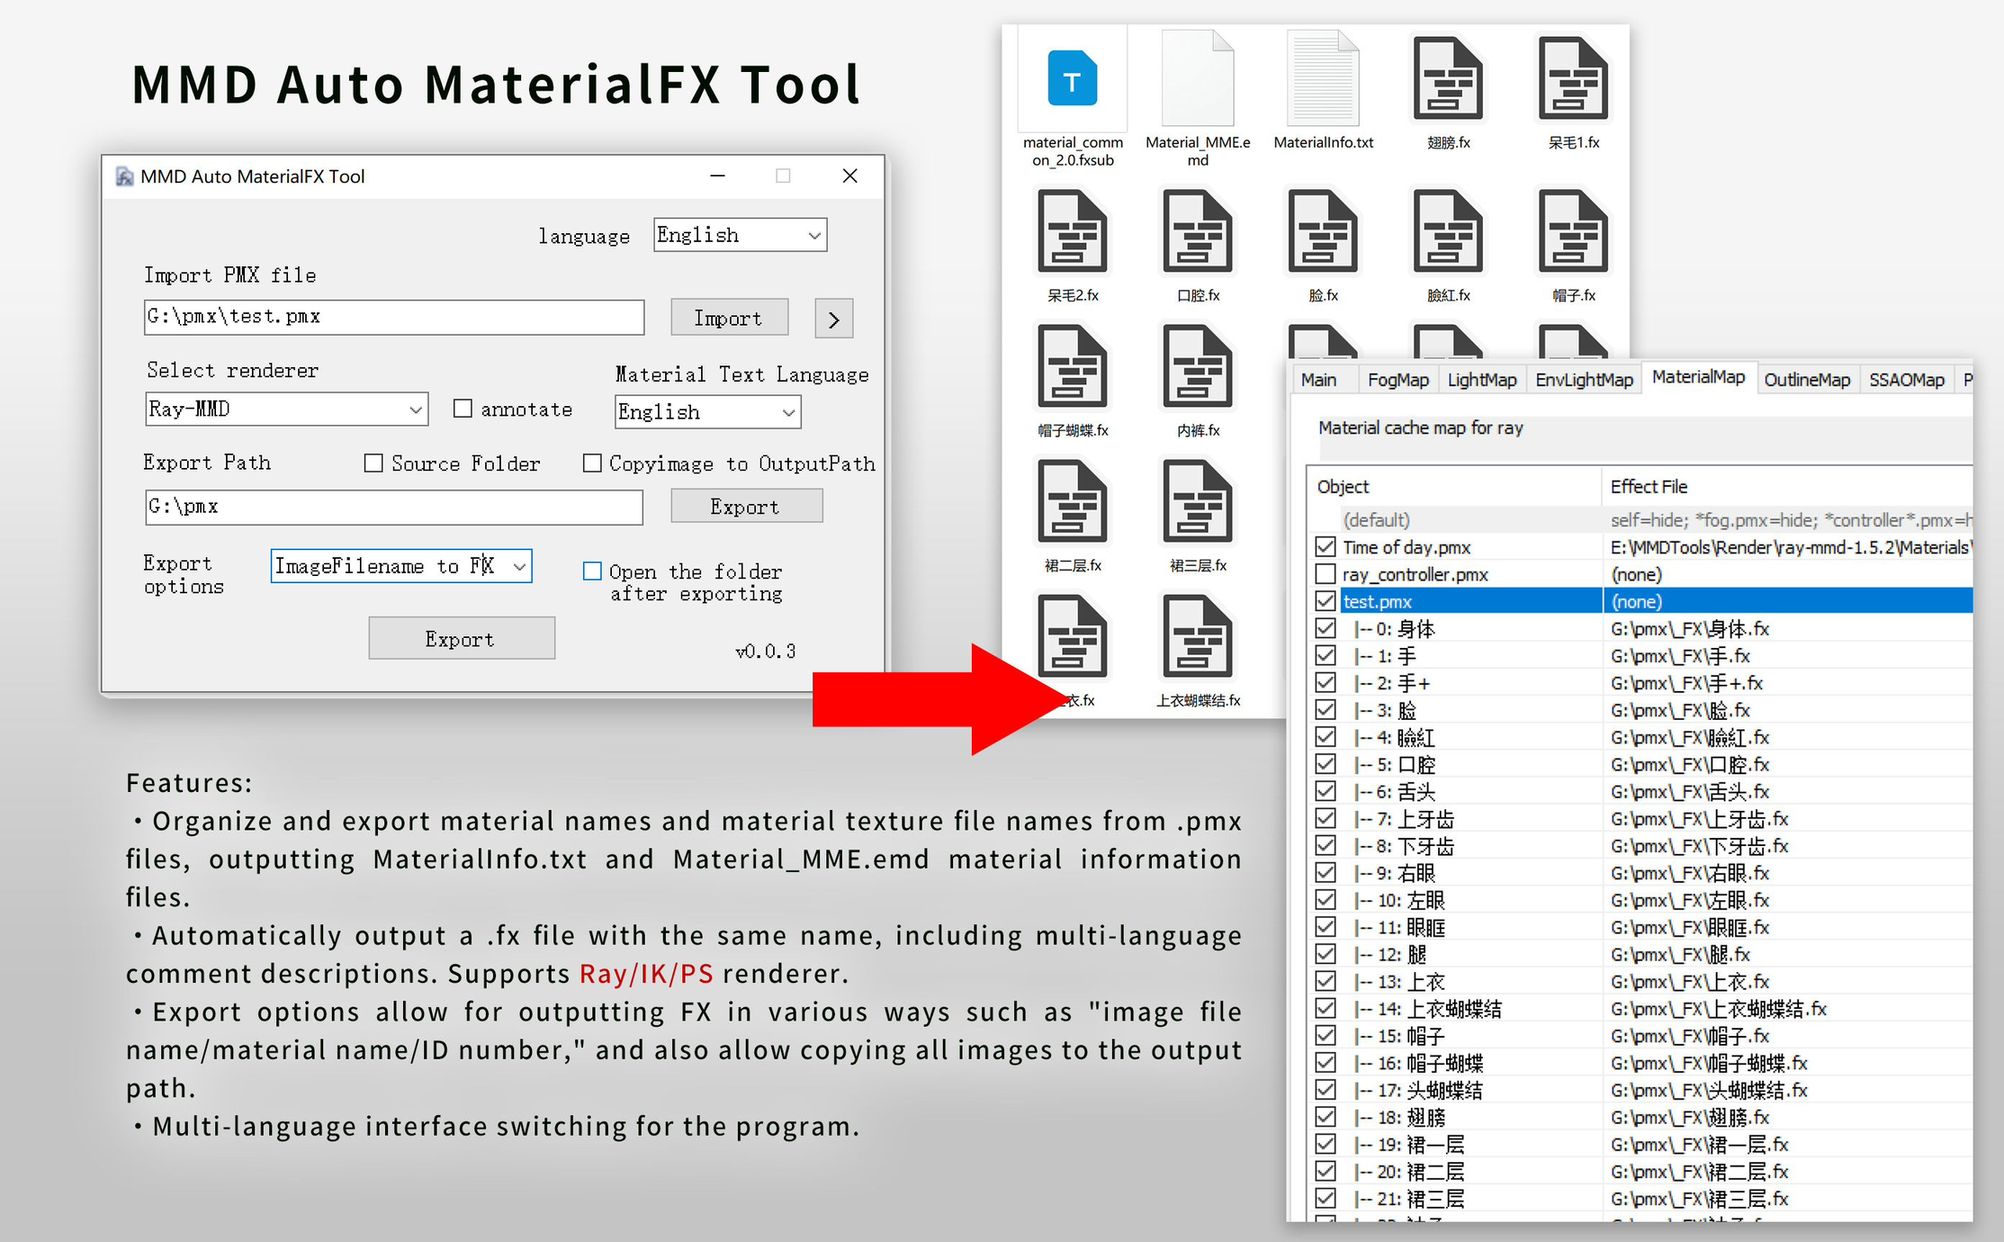 MMD Auto MaterialFX Tool
MMD Auto MaterialFX Tool
language English
Import PMX file
G:\pmx\test.pmx Import >
Select renderer
Material Text Language
Ray-MMD annotate English
Export Path Source Folder Copyimage to OutputPath
G:\pmx Export
Export options
ImageFilename to FX
Open the folder
after exporting
Export
v0.0.3
Features:
・Organize and export material names and material texture file names from .pmx
files, outputting MaterialInfo.txt and Material_MME.emd material information
files.
・Automatically output a .fx file with the same name, including multi-language
comment descriptions. Supports Ray/IK/PS renderer.
・Export options allow for outputting FX in various ways such as "image file
name/material name/ID number," and also allow copying all images to the output
path.
・Multi-language interface switching for the program.
T
material_comm
on_2.0.fxsub
Material_MME.e
md
MaterialInfo.txt
翅膀.fx
呆毛1.fx
呆毛2.fx
口腔.fx
脸.fx
臉紅.fx
帽子.fx
帽子蝴蝶.fx
内裤.fx
裙二层.fx
裙三层.fx
衣.fx
上衣蝴蝶结.fx
Main FogMap LightMap EnvLightMap MaterialMap OutlineMap SSAOMap P
Material cache map for ray
Object Effect File
(default) self=hide; *fog.pmx=hide; *controller*.pmx=h
Time of day.pmx E:\MMDTools\Render\ray-mmd-1.5.2\Materials\
ray_controller.pmx (none)
test.pmx (none)
|-- 0: 身体 G:\pmx\_FX\身体.fx
|-- 1: 手 G:\pmx\_FX\手.fx
|-- 2: 手+ G:\pmx\_FX\手+.fx
|-- 3: 脸 G:\pmx\_FX\脸.fx
|-- 4: 臉紅 G:\pmx\_FX\臉紅.fx
|-- 5: 口腔 G:\pmx\_FX\口腔.fx
|-- 6: 舌头 G:\pmx\_FX\舌头.fx
|-- 7: 上牙齿 G:\pmx\_FX\上牙齿.fx
|-- 8: 下牙齿 G:\pmx\_FX\下牙齿.fx
|-- 9: 右眼 G:\pmx\_FX\右眼.fx
|-- 10: 左眼 G:\pmx\_FX\左眼.fx
|-- 11: 眼眶 G:\pmx\_FX\眼眶.fx
|-- 12: 腿 G:\pmx\_FX\腿.fx
|-- 13: 上衣 G:\pmx\_FX\上衣.fx
|-- 14: 上衣蝴蝶结 G:\pmx\_FX\上衣蝴蝶结.fx
|-- 15: 帽子 G:\pmx\_FX\帽子.fx
|-- 16: 帽子蝴蝶 G:\pmx\_FX\帽子蝴蝶.fx
|-- 17: 头蝴蝶结 G:\pmx\_FX\头蝴蝶结.fx
|-- 18: 翅膀 G:\pmx\_FX\翅膀.fx
|-- 19: 裙一层 G:\pmx\_FX\裙一层.fx
|-- 20: 裙二层 G:\pmx\_FX\裙二层.fx
|-- 21: 裙三层 G:\pmx\_FX\裙三层.fx